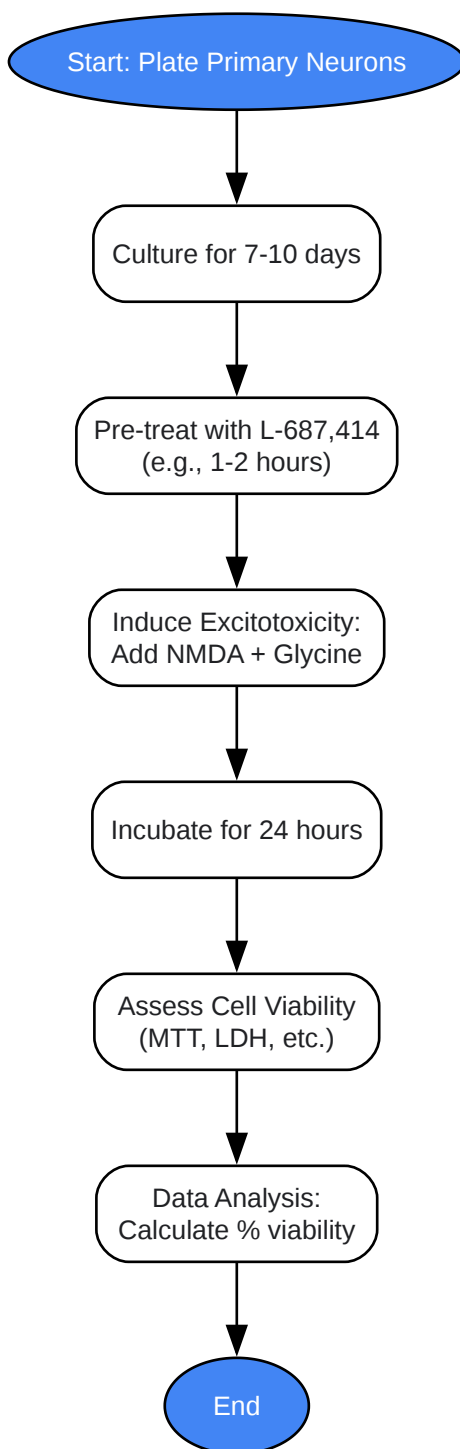 Start: Plate Primary Neurons
Culture for 7-10 days
Pre-treat with L-687,414
(e.g., 1-2 hours)
Induce Excitotoxicity:
Add NMDA + Glycine
Incubate for 24 hours
Assess Cell Viability
(MTT, LDH, etc.)
Data Analysis:
Calculate % viability
End